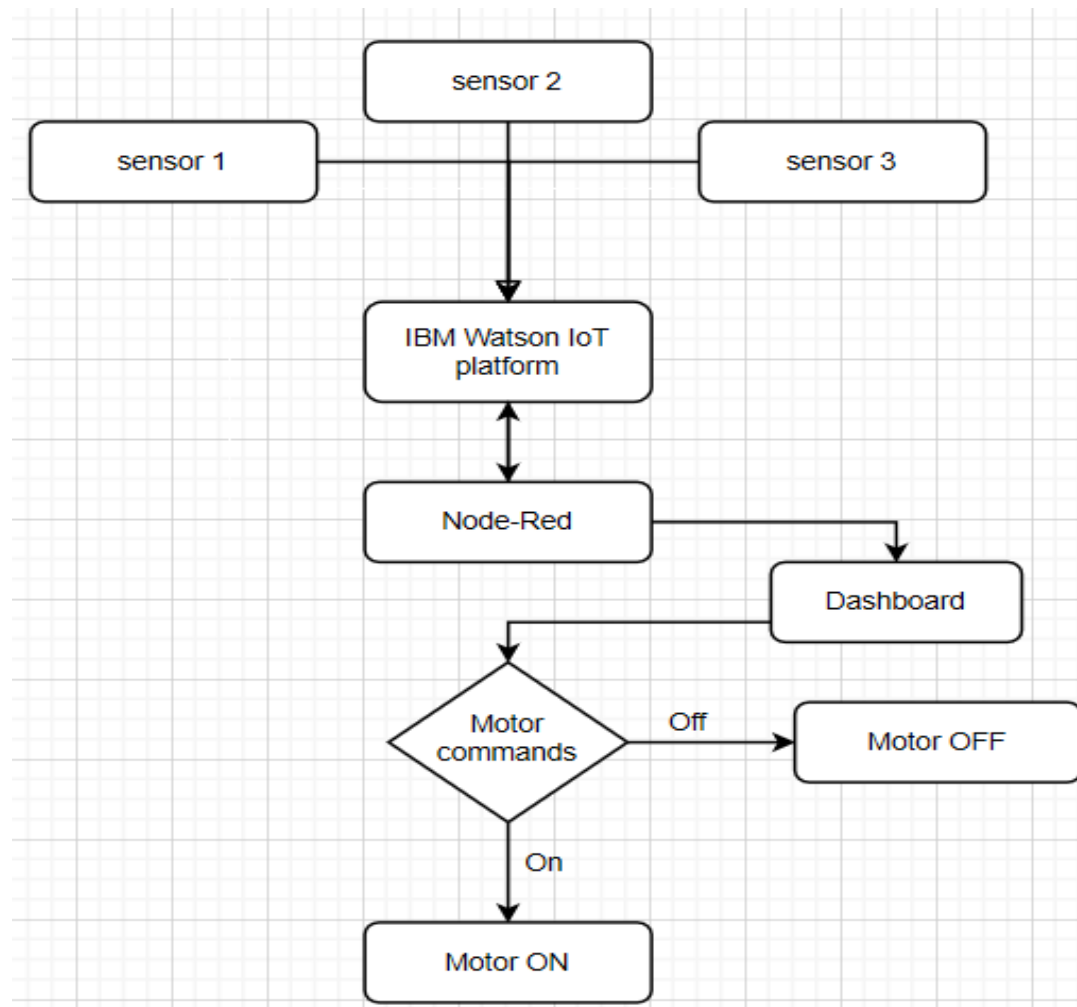 sensor 2
sensor 1
sensor 3
IBM Watson IoT
platform
Node-Red
Dashboard
Motor
commands
Off
Motor OFF
On
Motor ON